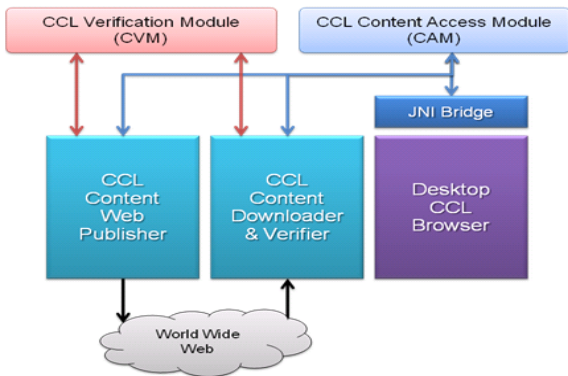 CCL Verification Module
(CVM)
CCL Content Access Module
(CAM)
JNI Bridge
CCL
Content
Web
Publisher
CCL
Content
Downloader
& Verifier
Desktop
CCL
Browser
World Wide
Web